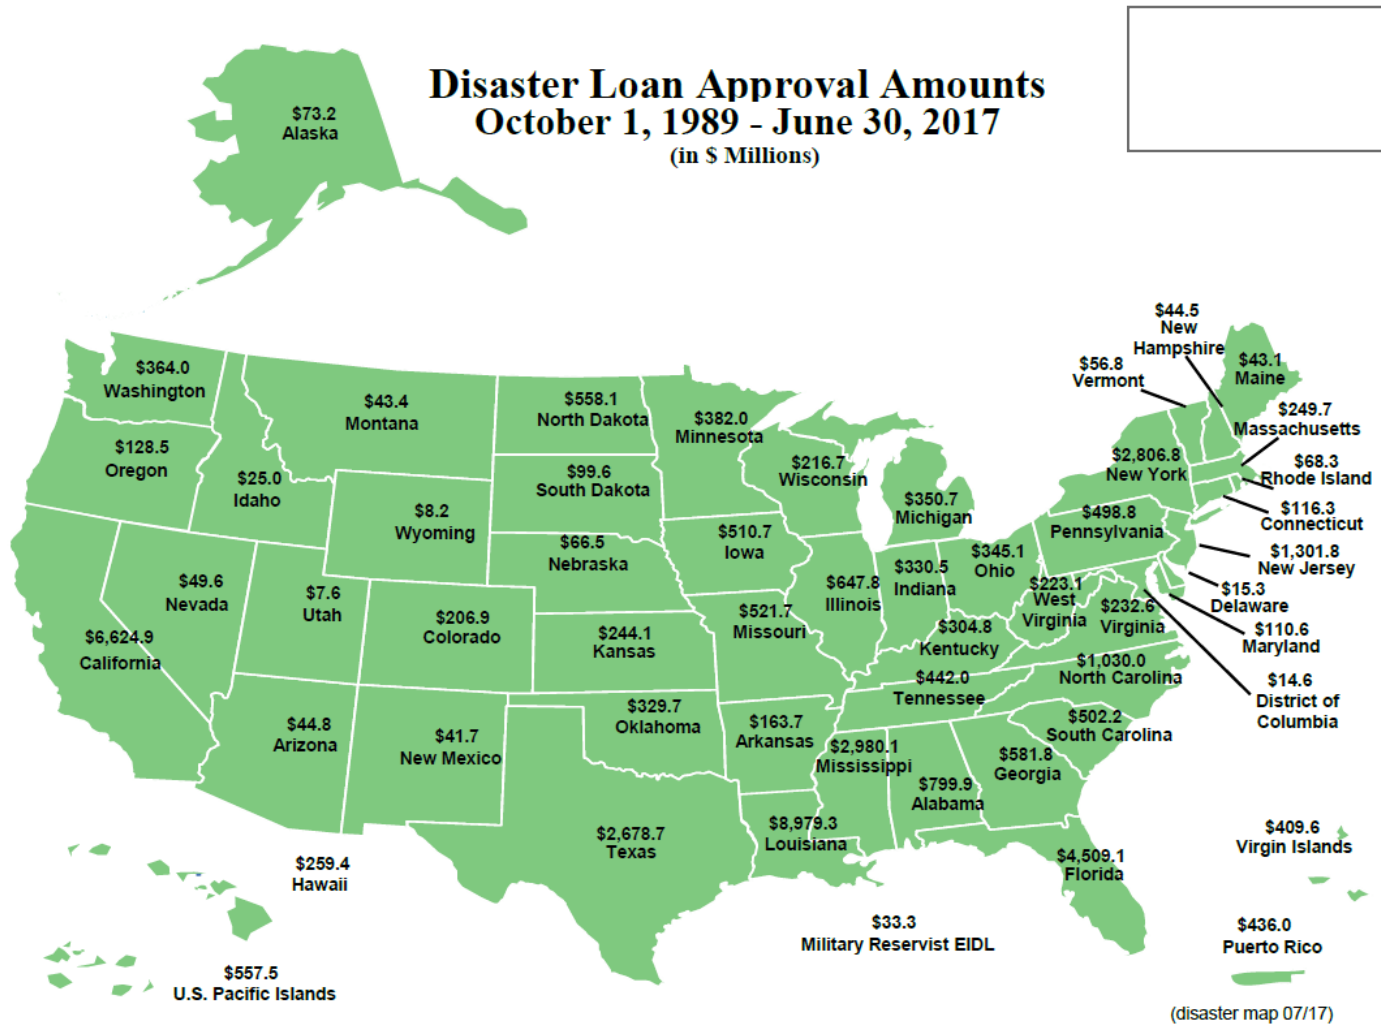 Disaster Loan Approval Amounts
October 1, 1989 - June 30, 2017
(in $ Millions)
$73.2
Alaska
$364.0
Washington
$128.5
Oregon
$25.0
Idaho
$43.4
Montana
$8.2
Wyoming
$558.1
North Dakota
$99.6
South Dakota
$66.5
Nebraska
$382.0
Minnesota
$216.7
Wisconsin
$350.7
Michigan
$510.7
Iowa
$56.8
Vermont
$44.5
New
Hampshire
$43.1
Maine
$249.7
Massachusetts
$68.3
Rhode Island
$116.3
Connecticut
$2,806.8
New York
$498.8
Pennsylvania
$1,301.8
New Jersey
$15.3
Delaware
$110.6
Maryland
$14.6
District of
Columbia
$6,624.9
California
$49.6
Nevada
$7.6
Utah
$206.9
Colorado
$244.1
Kansas
$521.7
Missouri
$647.8
Illinois
$330.5
Indiana
$345.1
Ohio
$223.1
West
Virginia
$232.6
Virginia
$304.8
Kentucky
$442.0
Tennessee
$1,030.0
North Carolina
$502.2
South Carolina
$44.8
Arizona
$41.7
New Mexico
$329.7
Oklahoma
$163.7
Arkansas
$2,980.1
Mississippi
$799.9
Alabama
$581.8
Georgia
$2,678.7
Texas
$8,979.3
Louisiana
$4,509.1
Florida
$409.6
Virgin Islands
$259.4
Hawaii
$33.3
Military Reservist EIDL
$436.0
Puerto Rico
$557.5
U.S. Pacific Islands
(disaster map 07/17)